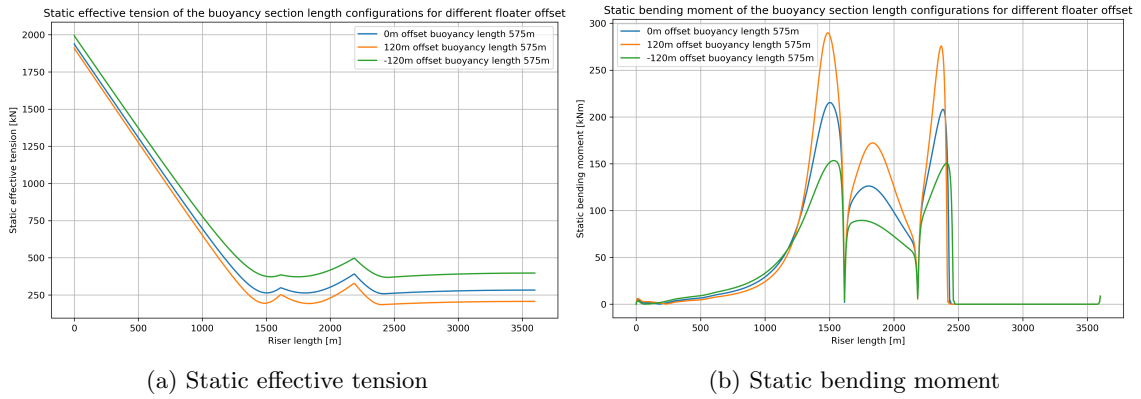 Static effective tension of the buoyancy section length configurations for different floater offset
0m offset buoyancy length 575m
120m offset buoyancy length 575m
-120m offset buoyancy length 575m
2000
1750
1500
1250
1000
750
500
250
Static effective tension [kN]
0 500 1000 1500 2000 2500 3000 3500
Riser length [m]
(a) Static effective tension
Static bending moment of the buoyancy section length configurations for different floater offset
0m offset buoyancy length 575m
120m offset buoyancy length 575m
-120m offset buoyancy length 575m
300
250
200
150
100
50
0
Static bending moment [kNm]
0 500 1000 1500 2000 2500 3000 3500
Riser length [m]
(b) Static bending moment